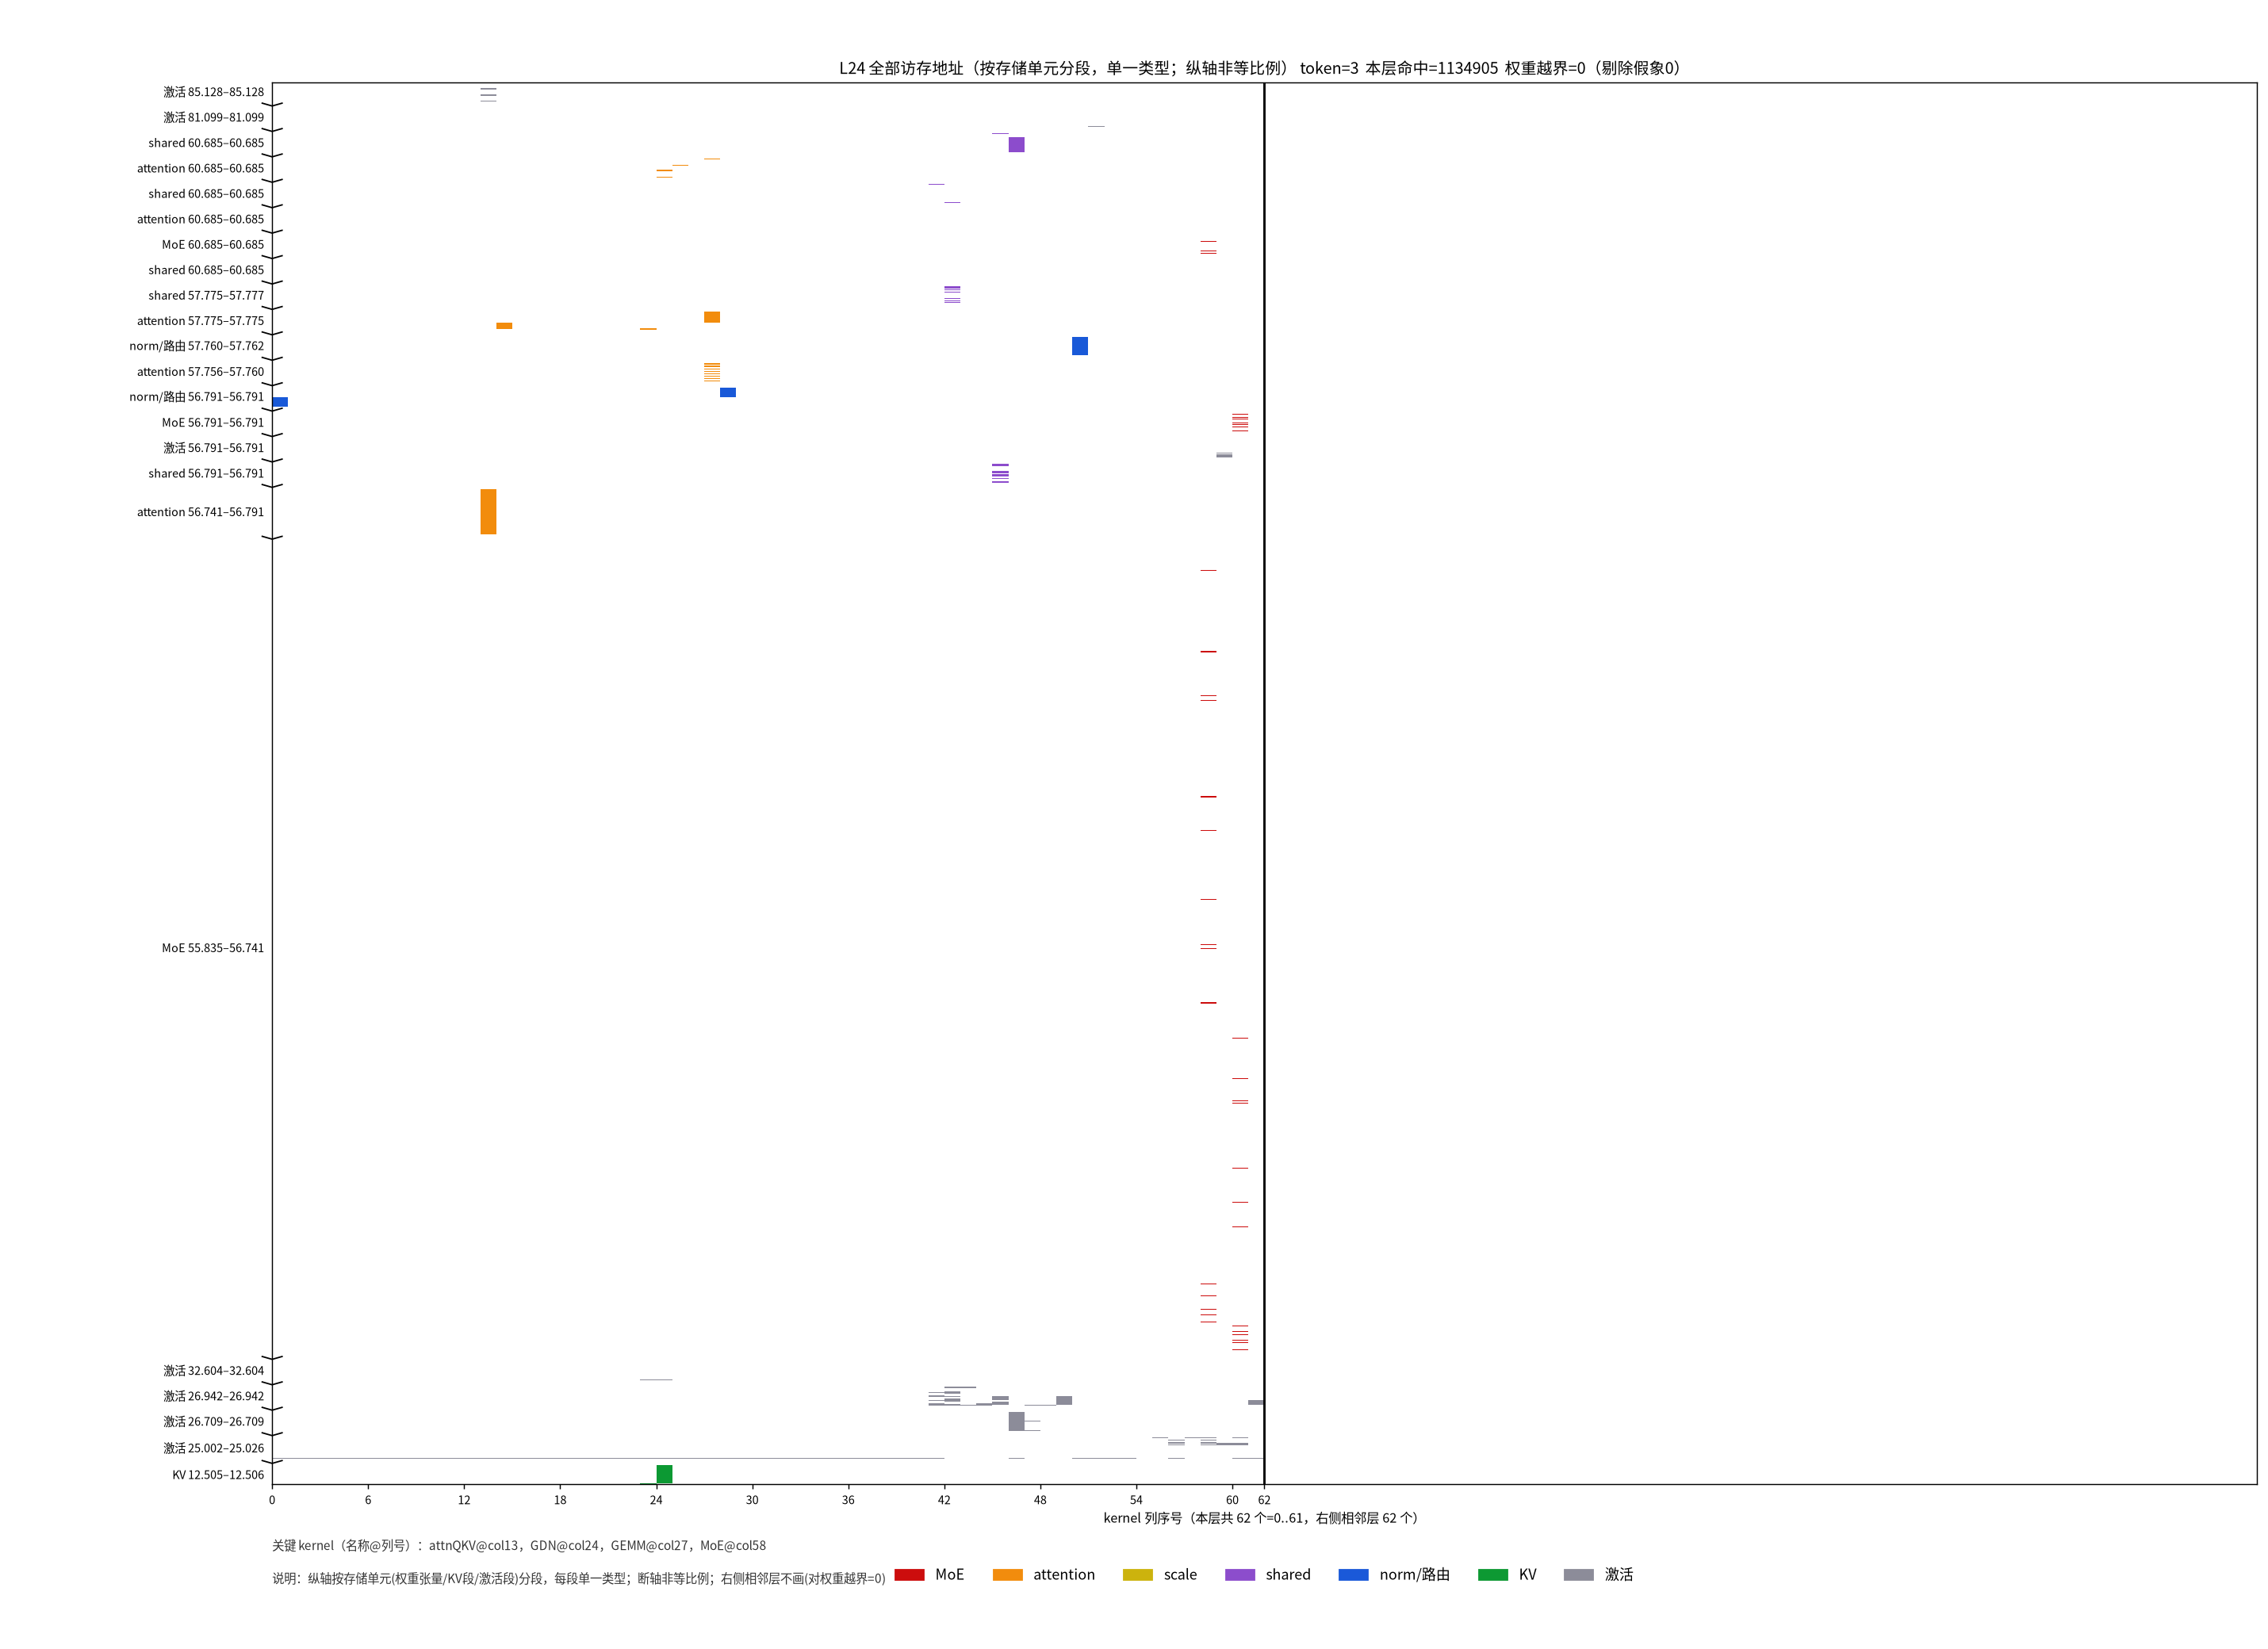 L24 全部访存地址（按存储单元分段，单一类型；纵轴非等比例） token=3 本层命中=1134905 权重越界=0（剔除假象0）
激活 85.128–85.128
激活 81.099–81.099
shared 60.685–60.685
attention 60.685–60.685
shared 60.685–60.685
attention 60.685–60.685
MoE 60.685–60.685
shared 60.685–60.685
shared 57.775–57.777
attention 57.775–57.775
norm/路由 57.760–57.762
attention 57.756–57.760
norm/路由 56.791–56.791
MoE 56.791–56.791
激活 56.791–56.791
shared 56.791–56.791
attention 56.741–56.791
MoE 55.835–56.741
激活 32.604–32.604
激活 26.942–26.942
激活 26.709–26.709
激活 25.002–25.026
KV 12.505–12.506
0 6 12 18 24 30 36 42 48 54 60 62
kernel 列序号（本层共 62 个=0..61，右侧相邻层 62 个）
关键 kernel（名称@列号）：attnQKV@col13，GDN@col24，GEMM@col27，MoE@col58
说明：纵轴按存储单元(权重张量/KV段/激活段)分段，每段单一类型；断轴非等比例；右侧相邻层不画(对权重越界=0)
MoE attention scale shared norm/路由 KV 激活